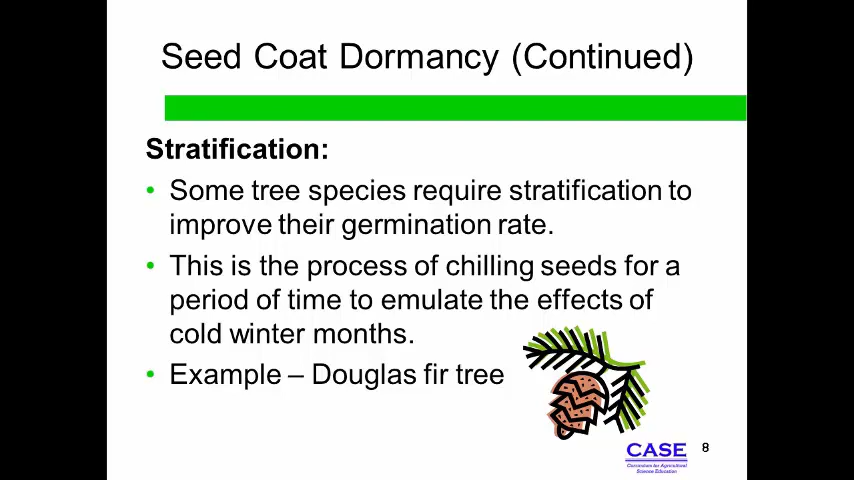 Seed Coat Dormancy (Continued)
Stratification:
• Some tree species require stratification to
improve their germination rate.
• This is the process of chilling seeds for a
period of time to emulate the effects of
cold winter months.
• Example – Douglas fir tree
CASE
Curriculum for Agricultural
Science Education
8